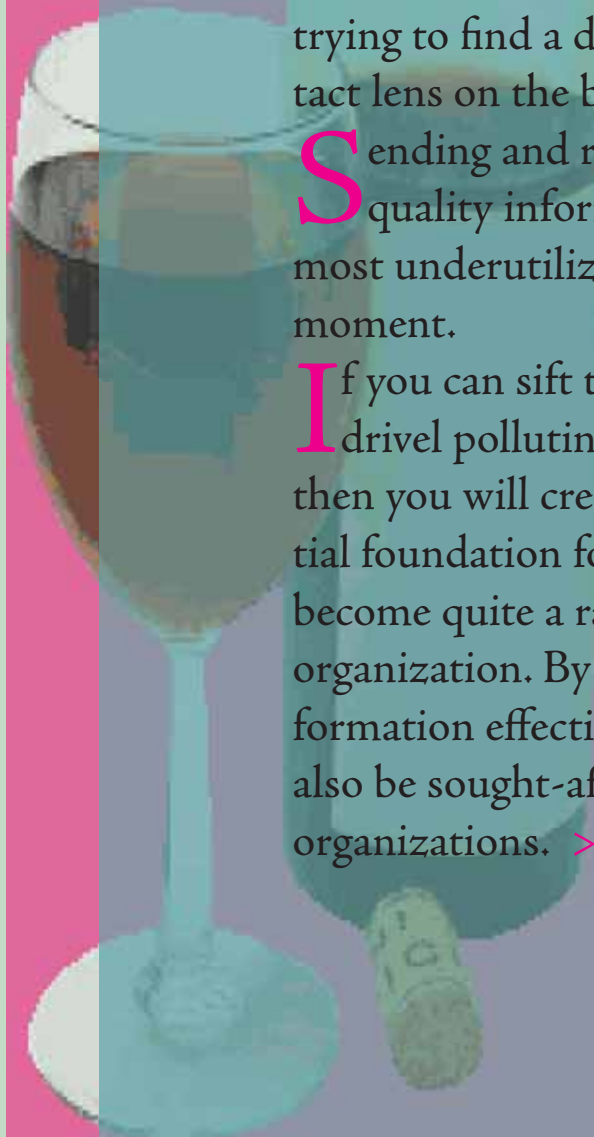 trying to find a d
tact lens on the b
Sending and r
quality infor
most underutiliz
moment.
If you can sift t
drivel pollutin
then you will cre
tial foundation fo
become quite a ra
organization. By
formation effecti
also be sought-af
organizations. >